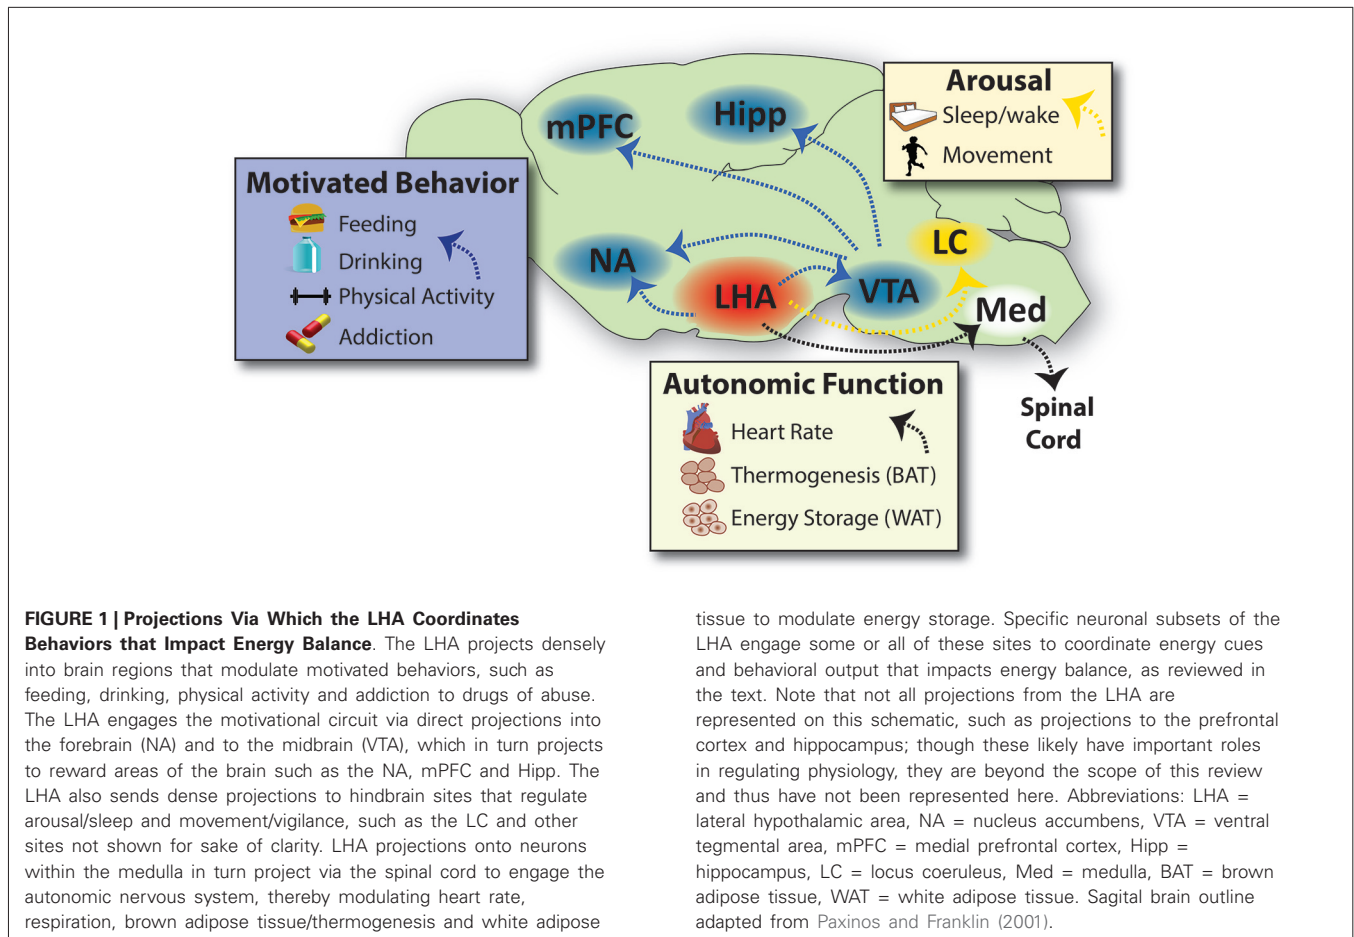 mPFC
Hipp
Arousal
Sleep/wake
Movement
Motivated Behavior
Feeding
Drinking
Physical Activity
Addiction
NA
LHA
VTA
LC
Med
Spinal
Cord
Autonomic Function
Heart Rate
Thermogenesis (BAT)
Energy Storage (WAT)
FIGURE 1 | Projections Via Which the LHA Coordinates
Behaviors that Impact Energy Balance. The LHA projects densely
into brain regions that modulate motivated behaviors, such as
feeding, drinking, physical activity and addiction to drugs of abuse.
The LHA engages the motivational circuit via direct projections into
the forebrain (NA) and to the midbrain (VTA), which in turn projects
to reward areas of the brain such as the NA, mPFC and Hipp. The
LHA also sends dense projections to hindbrain sites that regulate
arousal/sleep and movement/vigilance, such as the LC and other
sites not shown for sake of clarity. LHA projections onto neurons
within the medulla in turn project via the spinal cord to engage the
autonomic nervous system, thereby modulating heart rate,
respiration, brown adipose tissue/thermogenesis and white adipose
tissue to modulate energy storage. Specific neuronal subsets of the
LHA engage some or all of these sites to coordinate energy cues
and behavioral output that impacts energy balance, as reviewed in
the text. Note that not all projections from the LHA are
represented on this schematic, such as projections to the prefrontal
cortex and hippocampus; though these likely have important roles
in regulating physiology, they are beyond the scope of this review
and thus have not been represented here. Abbreviations: LHA =
lateral hypothalamic area, NA = nucleus accumbens, VTA = ventral
tegmental area, mPFC = medial prefrontal cortex, Hipp =
hippocampus, LC = locus coeruleus, Med = medulla, BAT = brown
adipose tissue, WAT = white adipose tissue. Sagital brain outline
adapted from Paxinos and Franklin (2001).